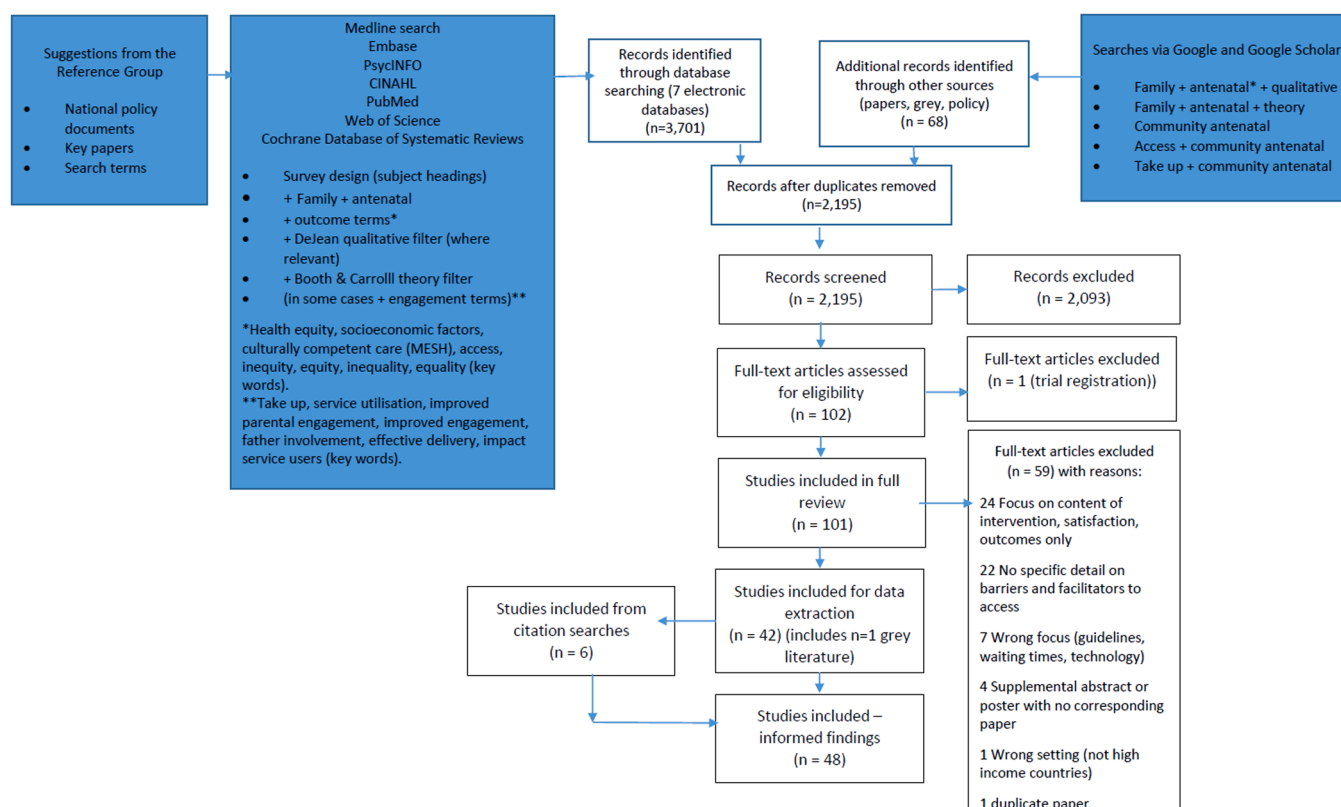 Suggestions from the
Reference Group
National policy
documents
Key papers
Search terms
Medline search
Embase
PsycINFO
CINAHL
PubMed
Web of Science
Cochrane Database of Systematic Reviews
Survey design (subject headings)
+ Family + antenatal
+ outcome terms*
+ DeJean qualitative filter (where
relevant)
+ Booth & Carrolll theory filter
(in some cases + engagement terms)**
*Health equity, socioeconomic factors,
culturally competent care (MESH), access,
inequity, equity, inequality, equality (key
words).
**Take up, service utilisation, improved
parental engagement, improved engagement,
father involvement, effective delivery, impact
service users (key words).
Records identified
through database
searching (7 electronic
databases)
(n=3,701)
Additional records identified
through other sources
(papers, grey, policy)
n = 68)
Searches via Google and Google Scholar
Family + antenatal* + qualitative
Family + antenatal + theory
Community antenatal
Access + community antenatal
Take up + community antenatal
Records after duplicates removed
(n=2,195)
Records screened
(n = 2,195)
Records excluded
(n = 2,093)
Full-text articles assessed
for eligibility
(n = 102)
Full-text articles excluded
(n = 1 (trial registration))
Studies included in full
review
(n = 101)
Full-text articles excluded
(n = 59) with reasons:
24 Focus on content of
intervention, satisfaction,
outcomes only
22 No specific detail on
barriers and facilitators to
access
7 Wrong focus (guidelines,
waiting times, technology)
4 Supplemental abstract or
poster with no corresponding
paper
1 Wrong setting (not high
income countries)
1 duplicate paper
Studies included for data
extraction
(n = 42) (includes n=1 grey
literature)
Studies included from
citation searches
(n = 6)
Studies included –
informed findings
(n = 48)